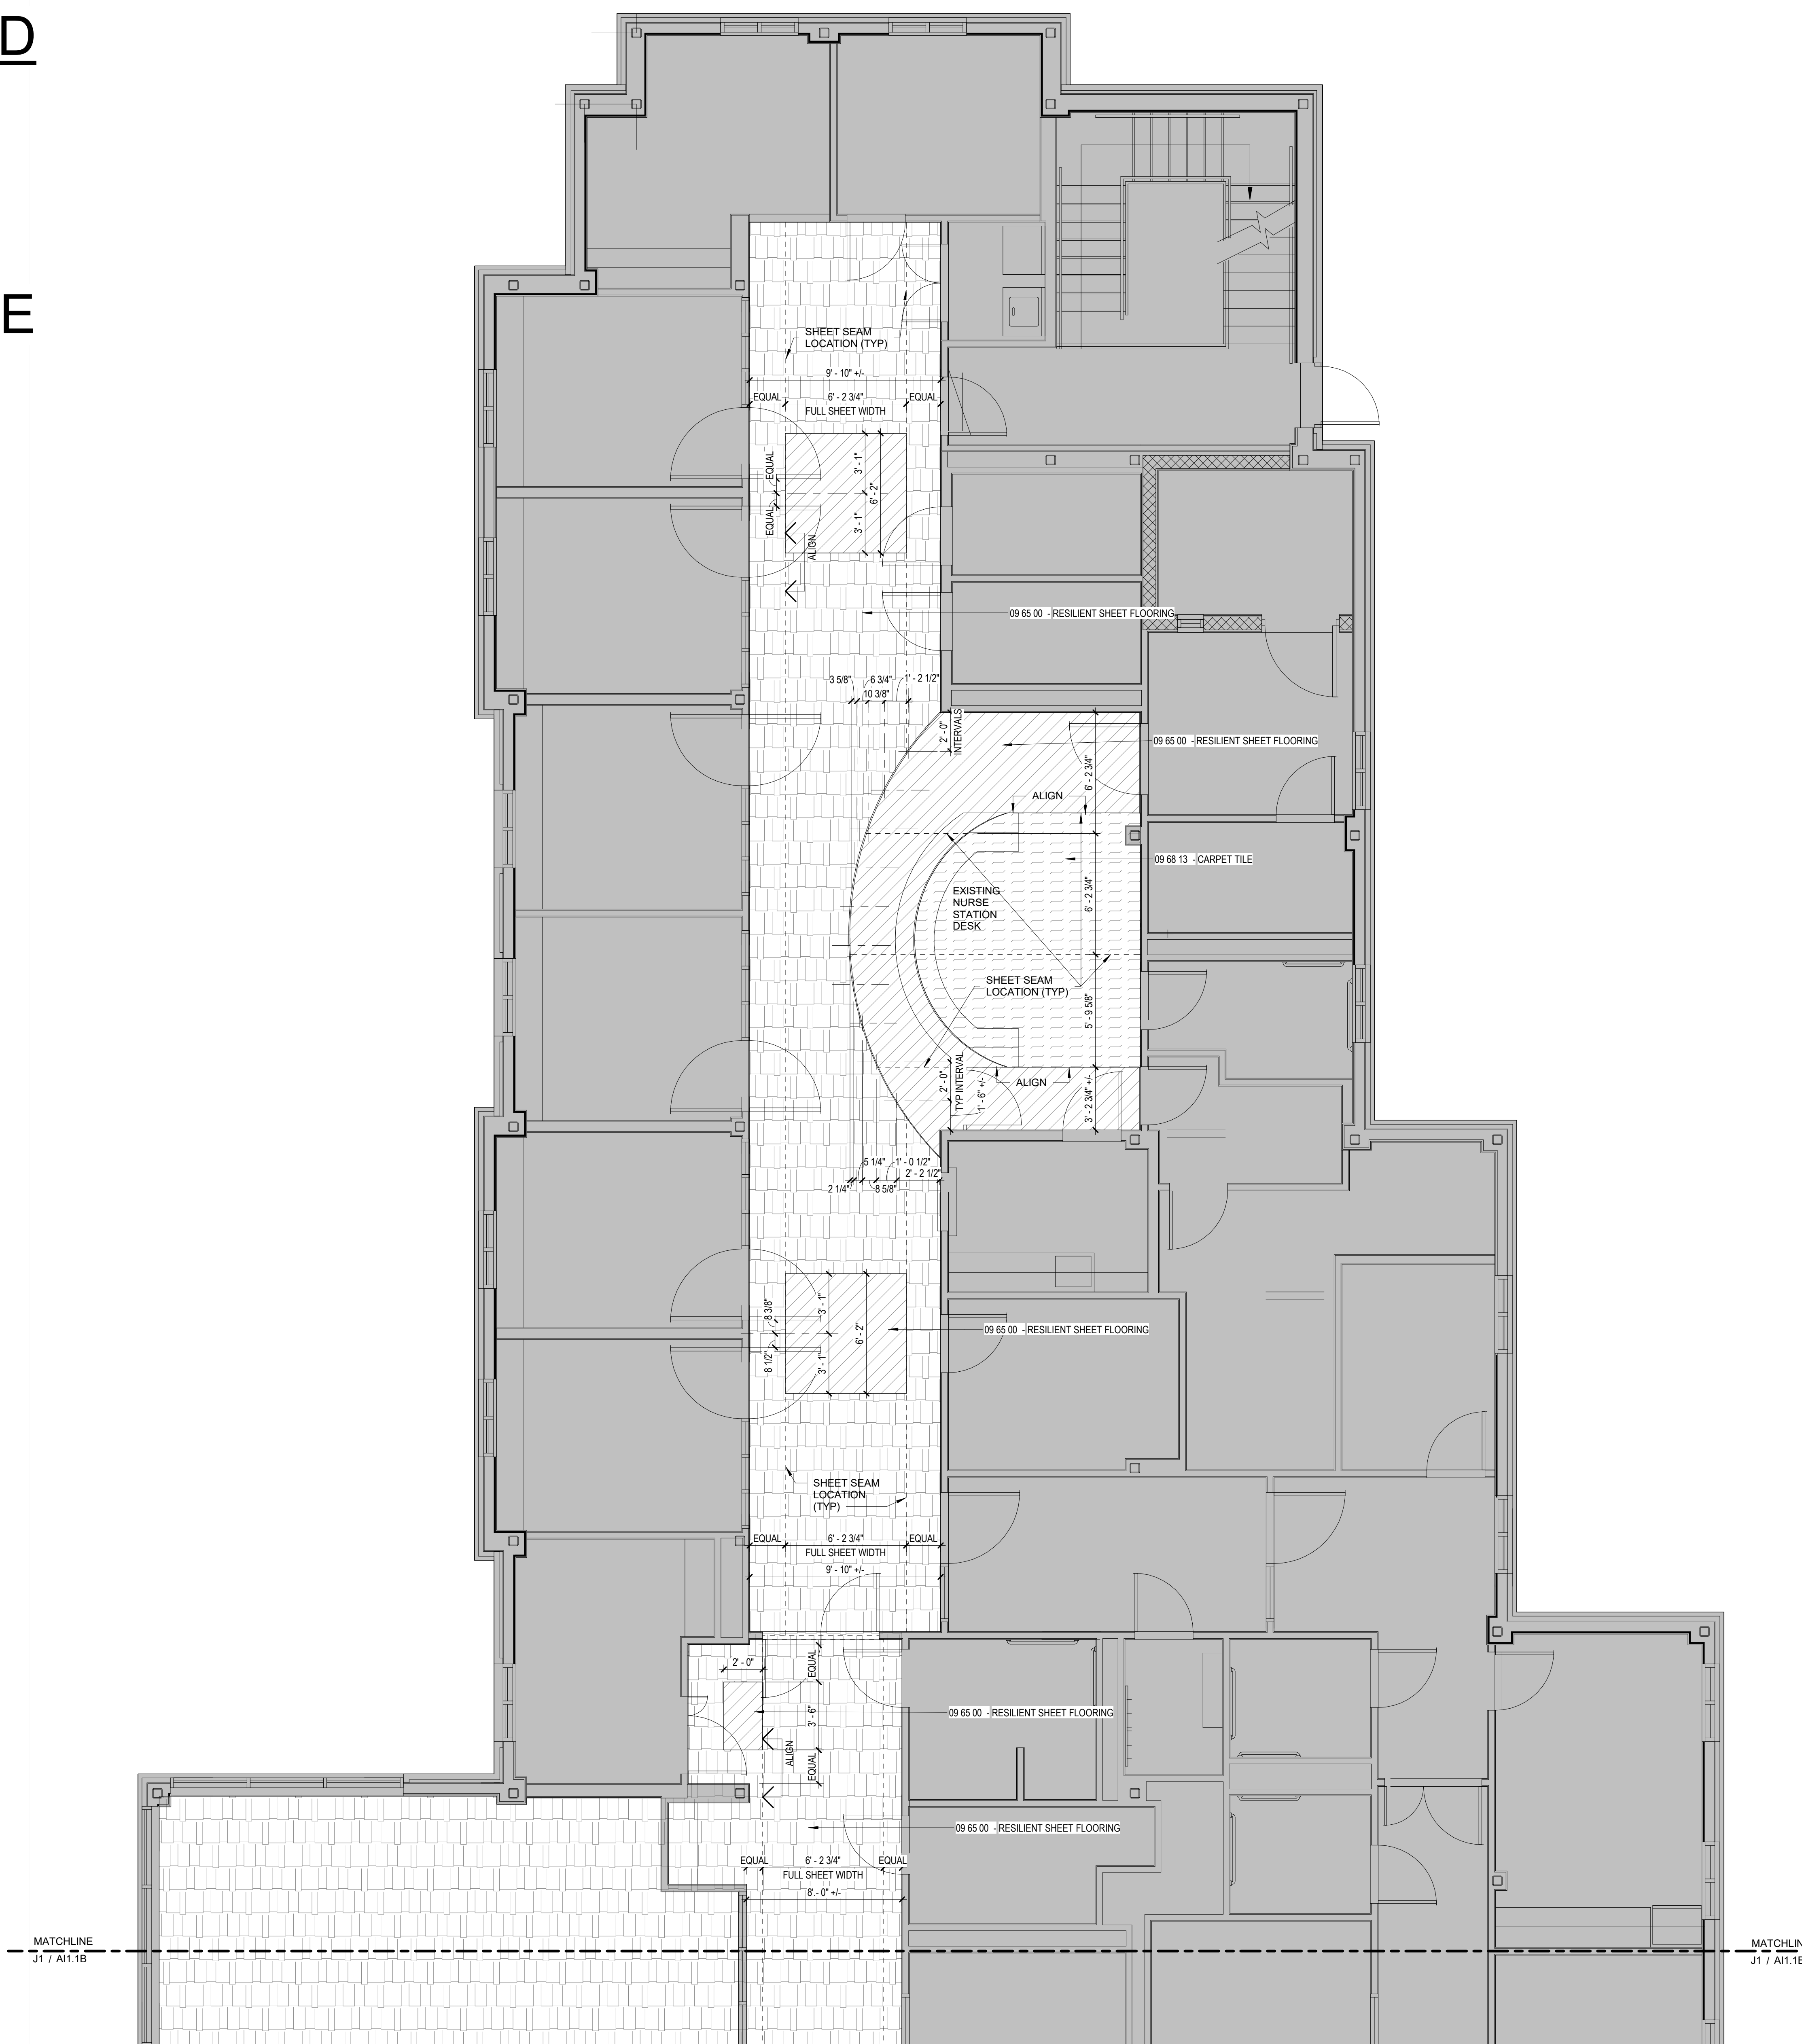 D
E
SHEET SEAM
LOCATION (TYP)
9' - 10" +/-
EQUAL
6' - 2 3/4"
EQUAL
FULL SHEET WIDTH
EQUAL
EQUAL
3' - 1"
3' - 1"
6' - 2"
ALIGN
09 65 00 - RESILIENT SHEET FLOORING
3 5/8"
6 3/4"
1' - 2 1/2"
10 3/8"
2' - 0"
INTERVALS
09 65 00 - RESILIENT SHEET FLOORING
6' - 2 3/4"
ALIGN
09 68 13 - CARPET TILE
6' - 2 3/4"
EXISTING
NURSE
STATION
DESK
SHEET SEAM
LOCATION (TYP)
5' - 9 5/8"
2' - 0"
TYP INTERVAL
1' - 6" +/-
ALIGN
3' - 2 3/4" +/-
5 1/4"
1' - 0 1/2"
2' - 2 1/2"
2 1/4"
8 5/8"
8 3/8"
8 1/2"
3' - 1"
3' - 1"
6' - 2"
09 65 00 - RESILIENT SHEET FLOORING
SHEET SEAM
LOCATION
(TYP)
EQUAL
6' - 2 3/4"
EQUAL
FULL SHEET WIDTH
9' - 10" +/-
2' - 0"
EQUAL
3' - 6"
EQUAL
ALIGN
09 65 00 - RESILIENT SHEET FLOORING
09 65 00 - RESILIENT SHEET FLOORING
EQUAL
6' - 2 3/4"
EQUAL
FULL SHEET WIDTH
8' - 0" +/-
MATCHLINE
J1 / AI1.1B
MATCHLIN
J1 / AI1.1B